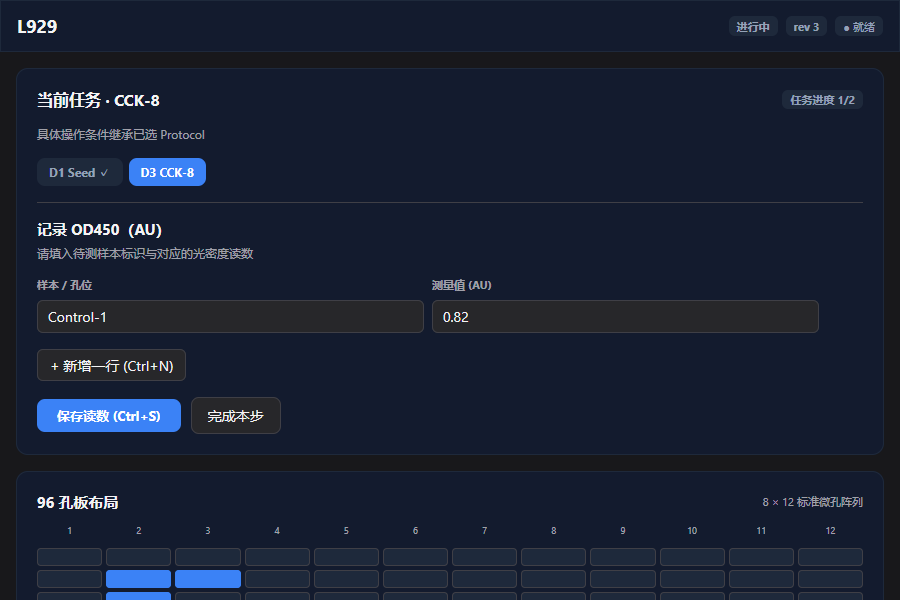 L929
进行中 rev 3 ● 就绪
当前任务 · CCK-8
任务进度 1/2
具体操作条件继承已选 Protocol
D1 Seed ✓ D3 CCK-8
记录 OD450（AU）
请填入待测样本标识与对应的光密度读数
样本 / 孔位 测量值 (AU)
Control-1 0.82
+ 新增一行 (Ctrl+N)
保存读数 (Ctrl+S) 完成本步
96 孔板布局 8 × 12 标准微孔阵列
1 2 3 4 5 6 7 8 9 10 11 12